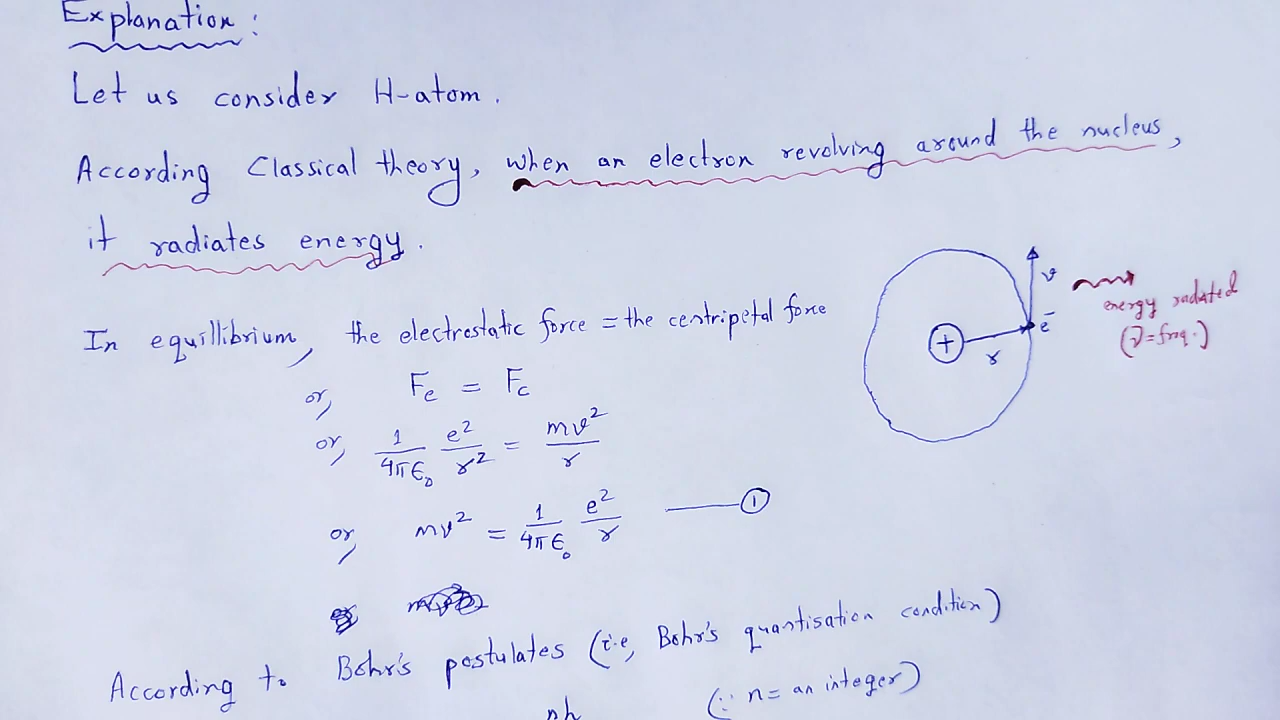 Explanation :
Let us consider H-atom.
According Classical theory, when an electron revolving around the nucleus,
it radiates energy.
In equillibrium, the electrostatic force = the centripetal force
or, Fe = Fc
or, 1/4πϵ₀ e²/r² = mv²/r
or, mv² = 1/4πϵ₀ e²/r ①
According to Bohr's postulates (i.e, Bohr's quantisation condition)
nh (∵ n = an integer)
+
r
v
e⁻
energy radiated
(ν = frq.)